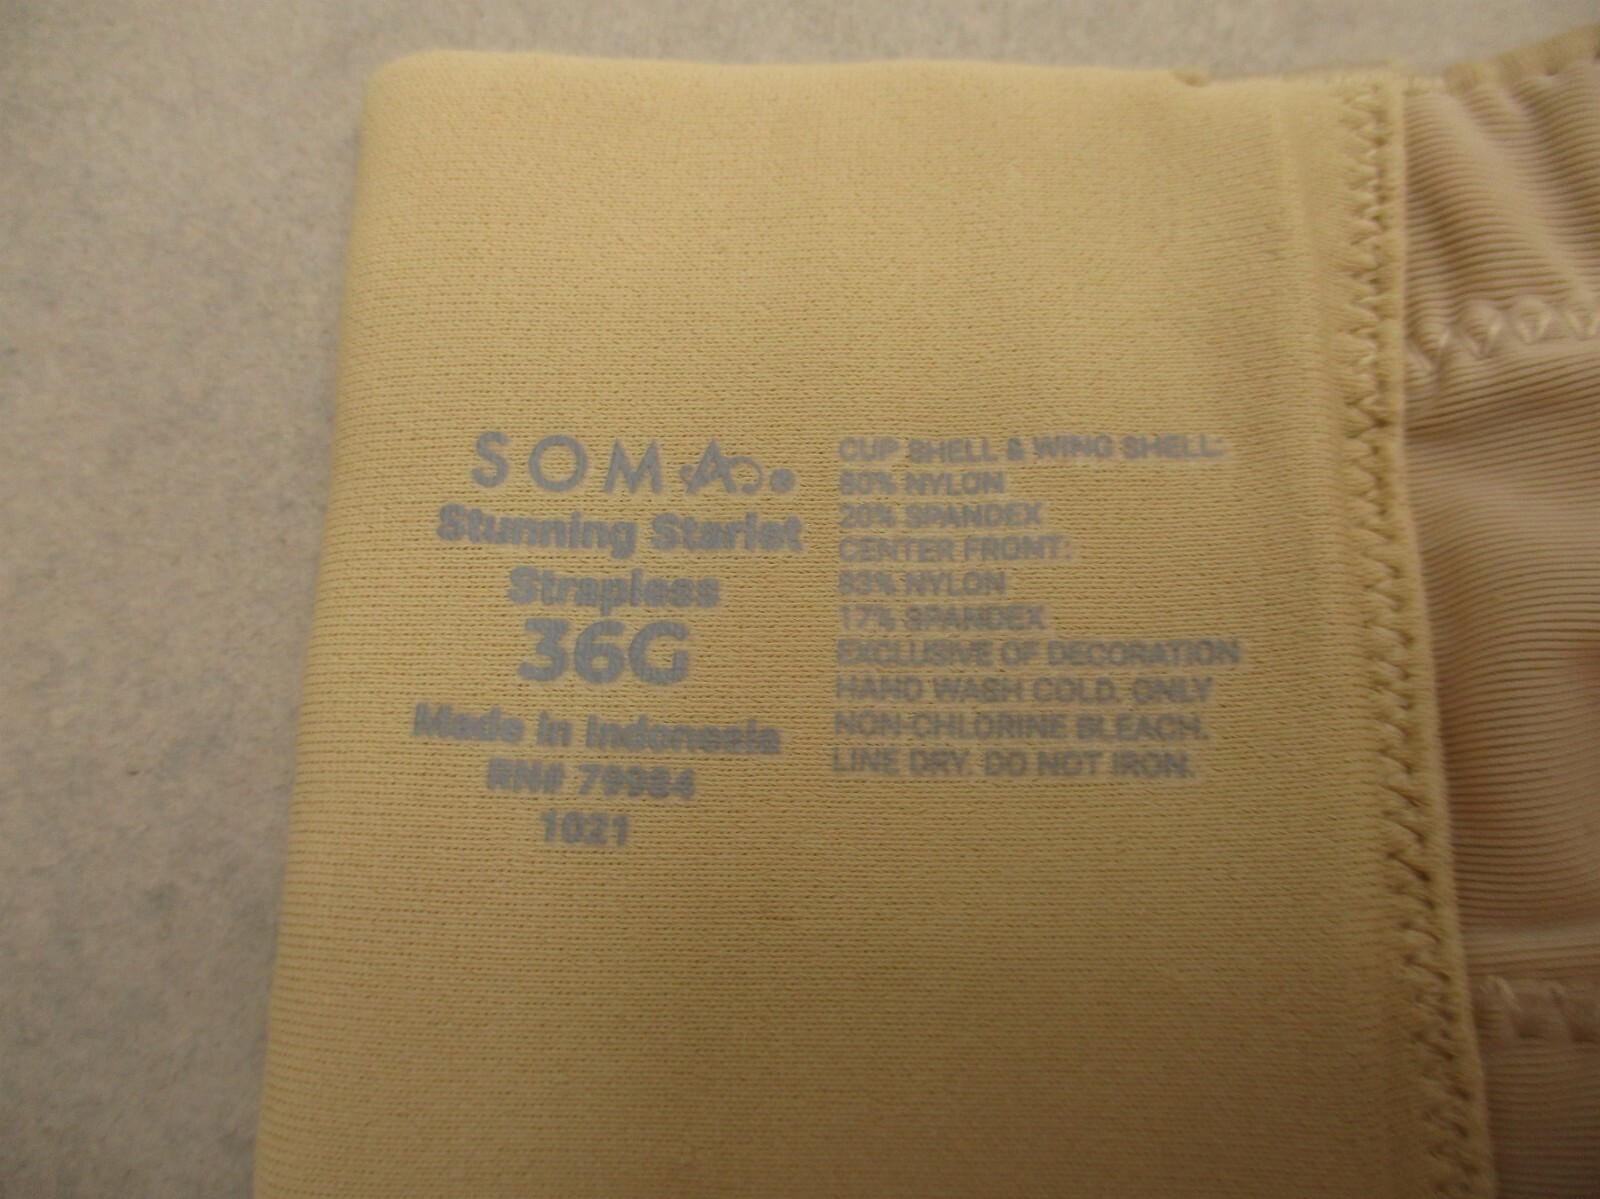 SOMA®
Stunning Starlet
Strapless
36G
Made in Indonesia
RN# 79984
1021
CUP SHELL & WING SHELL:
80% NYLON
20% SPANDEX
CENTER FRONT:
83% NYLON
17% SPANDEX
EXCLUSIVE OF DECORATION
HAND WASH COLD. ONLY
NON-CHLORINE BLEACH.
LINE DRY. DO NOT IRON.